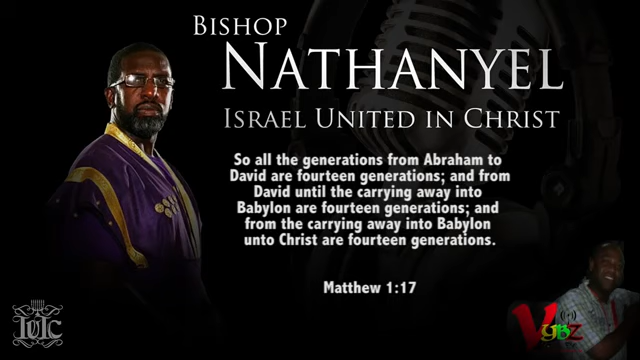 BISHOP
NATHANYEL
ISRAEL UNITED IN CHRIST
So all the generations from Abraham to
David are fourteen generations; and from
David until the carrying away into
Babylon are fourteen generations; and
from the carrying away into Babylon
unto Christ are fourteen generations.
Matthew 1:17
IUIC
VYBZ